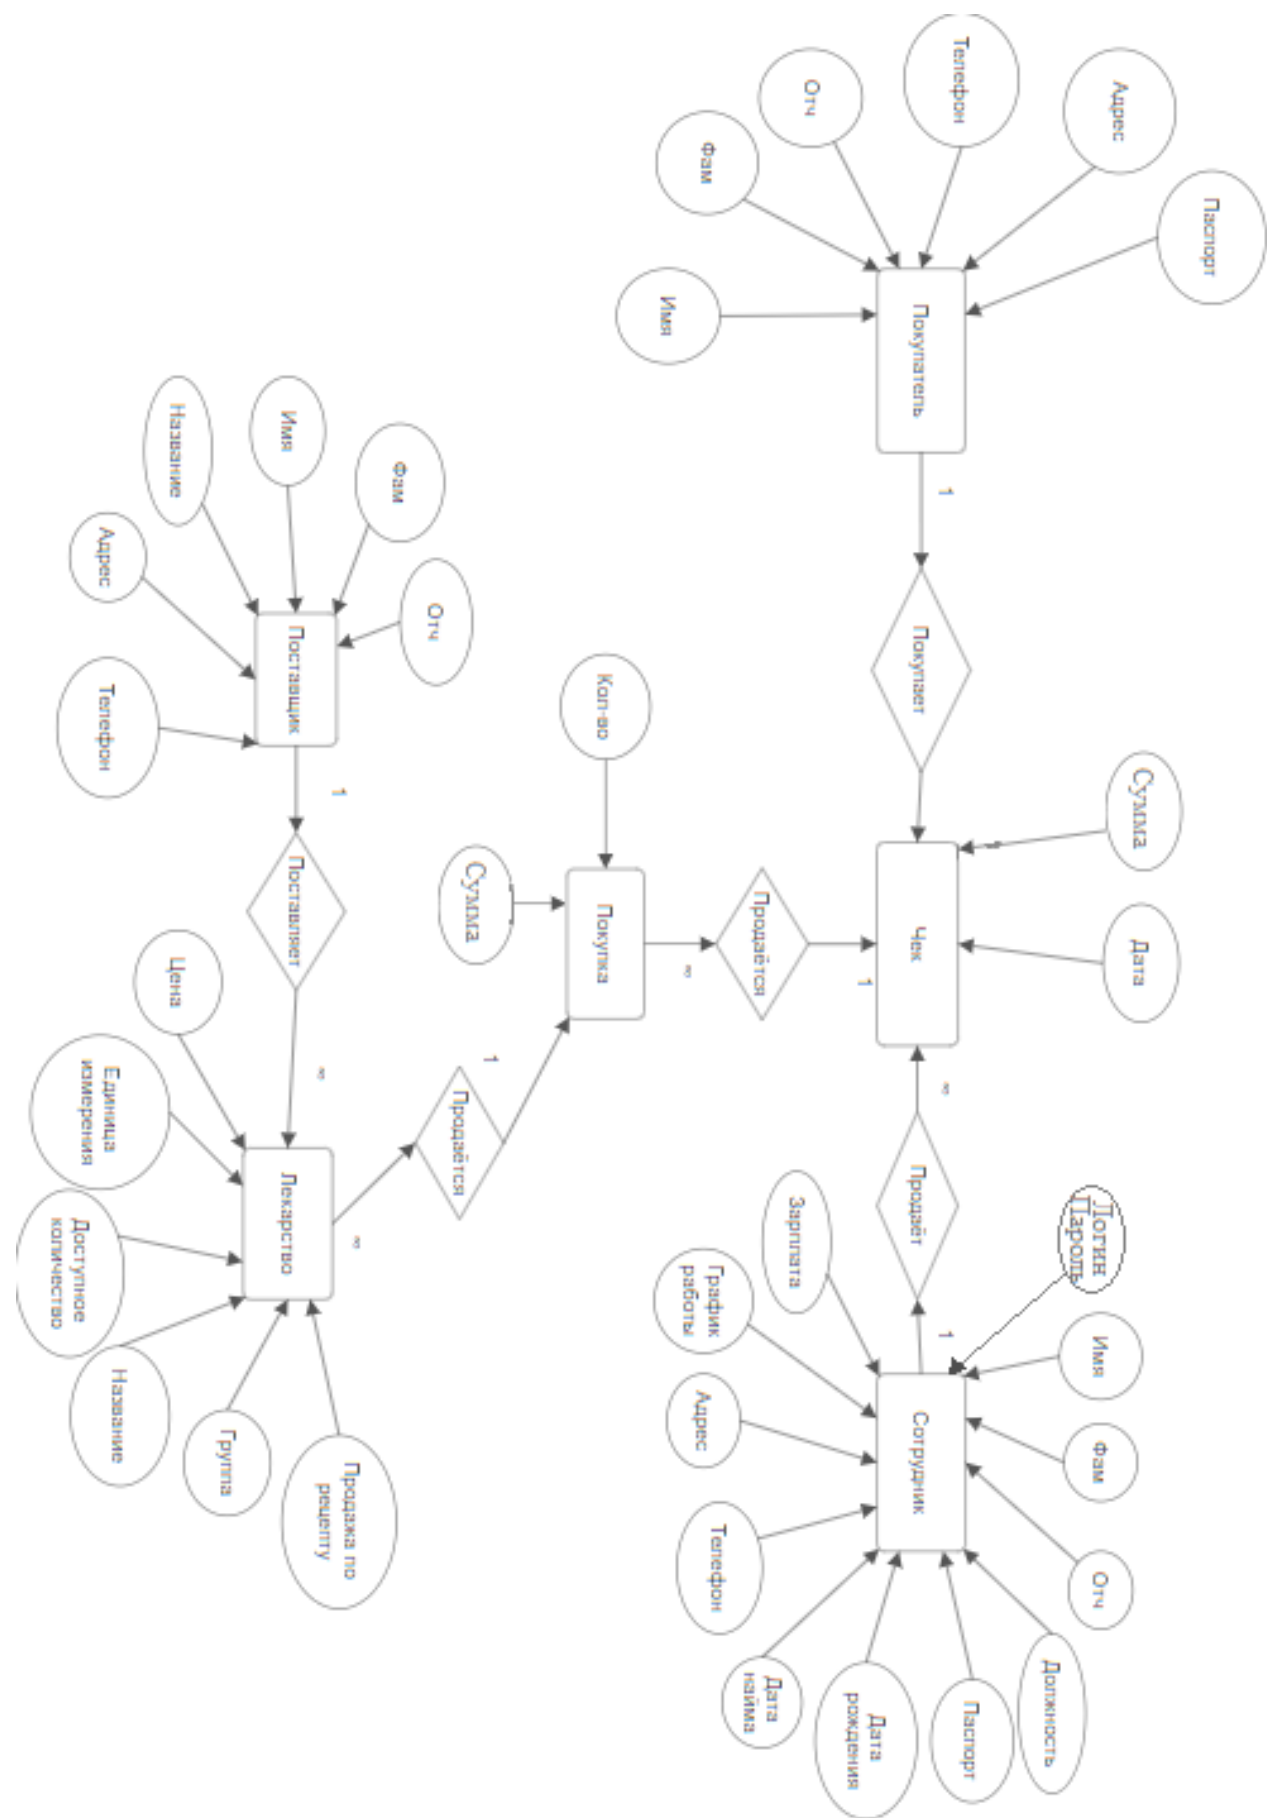 Паспорт
Адрес
Телефон
Отч
Фам
Имя
Покупатель
1
Покупает
Сумма
Дата
Чек
1
Продаётся
∞
Покупка
Кол-во
Сумма
∞
Продаёт
1
Логин
Пароль
Имя
Фам
Отч
Должность
Паспорт
Дата
рождения
Дата
найма
Телефон
Адрес
График
работы
Зарплата
Сотрудник
Отч
Фам
Имя
Название
Адрес
Телефон
Поставщик
1
Поставляет
∞
1
Продаётся
∞
Лекарство
Цена
Единица
измерения
Доступное
количество
Название
Группа
Продажа по
рецепту